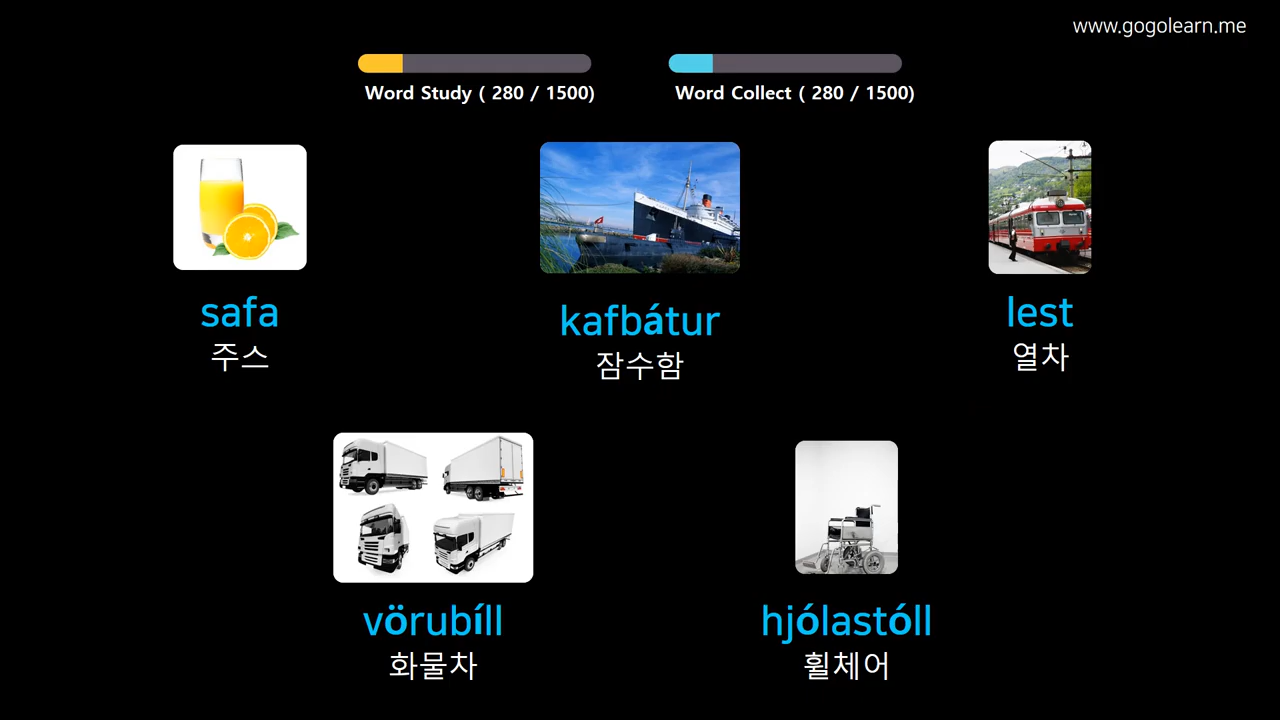 www.gogolearn.me
Word Study ( 280 / 1500)
Word Collect ( 280 / 1500)
safa
주스
kafbátur
잠수함
lest
열차
vörubíll
화물차
hjólastóll
휠체어